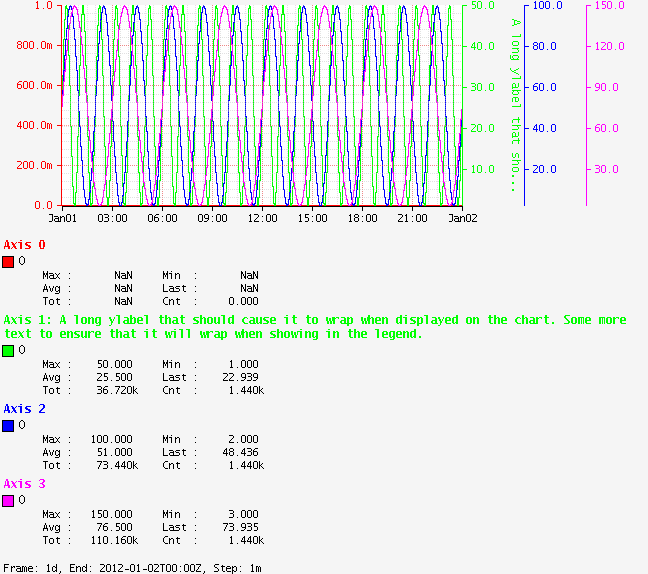 1.0 50.0 100.0 150.0
800.0m 40.0 80.0 120.0
600.0m 30.0 60.0 90.0
400.0m 20.0 40.0 60.0
200.0m 10.0 20.0 30.0
0.0
A long ylabel that sho...
Jan01 03:00 06:00 09:00 12:00 15:00 18:00 21:00 Jan02
Axis 0
0
Max : NaN Min : NaN
Avg : NaN Last : NaN
Tot : NaN Cnt : 0.000
Axis 1: A long ylabel that should cause it to wrap when displayed on the chart. Some more
text to ensure that it will wrap when showing in the legend.
0
Max : 50.000 Min : 1.000
Avg : 25.500 Last : 22.939
Tot : 36.720k Cnt : 1.440k
Axis 2
0
Max : 100.000 Min : 2.000
Avg : 51.000 Last : 48.436
Tot : 73.440k Cnt : 1.440k
Axis 3
0
Max : 150.000 Min : 3.000
Avg : 76.500 Last : 73.935
Tot : 110.160k Cnt : 1.440k
Frame: 1d, End: 2012-01-02T00:00Z, Step: 1m